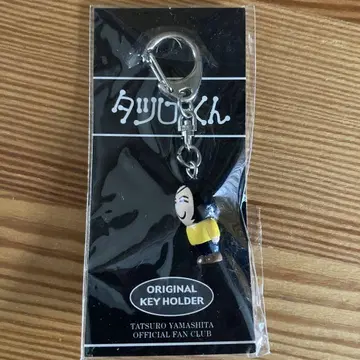 タツローくん
ORIGINAL
KEY HOLDER
TATSURO YAMASHITA
OFFICIAL FAN CLUB